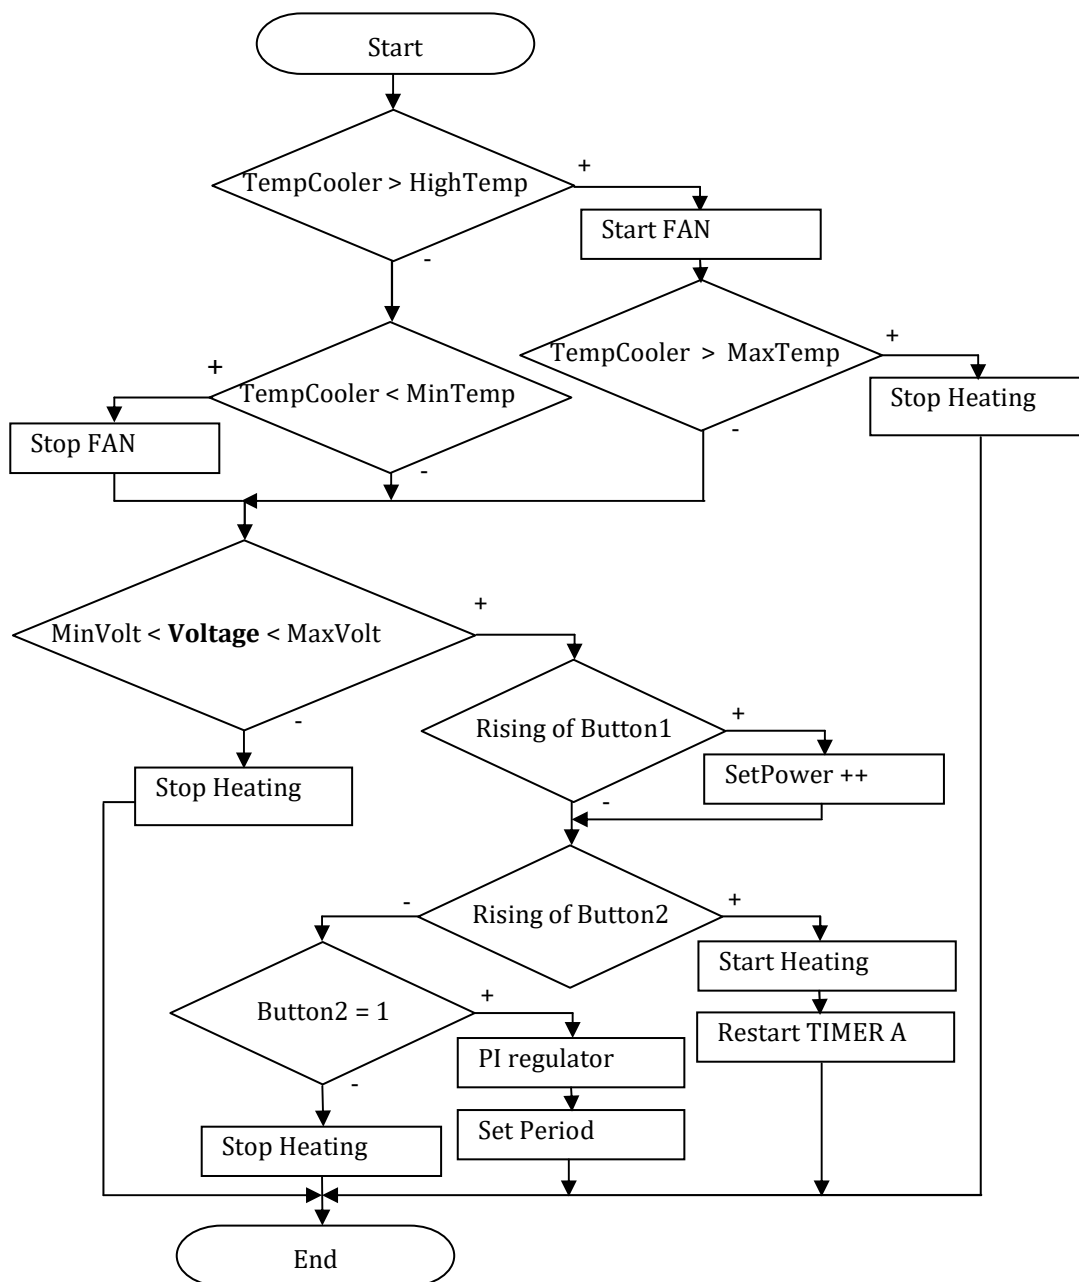 Start
TempCooler > HighTemp
+
-
Start FAN
TempCooler > MaxTemp
+
-
Stop Heating
TempCooler < MinTemp
+
-
Stop FAN
MinVolt < Voltage < MaxVolt
+
-
Stop Heating
Rising of Button1
+
-
SetPower ++
Rising of Button2
-
+
Start Heating
Restart TIMER A
Button2 = 1
+
-
PI regulator
Set Period
Stop Heating
End